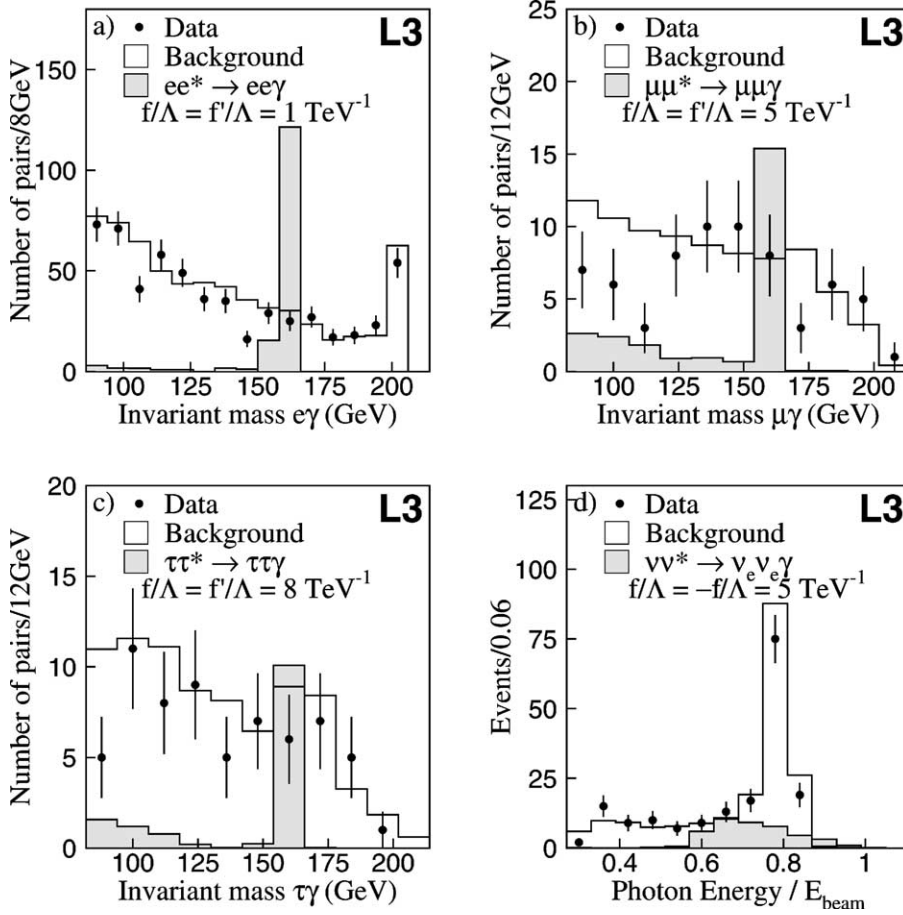 a)
L3
Data
Background
ee* → eeγ
f/Λ = f'/Λ = 1 TeV⁻¹
Number of pairs/8GeV
150
100
50
0
100 125 150 175 200
Invariant mass eγ (GeV)
b)
L3
Data
Background
μμ* → μμγ
f/Λ = f'/Λ = 5 TeV⁻¹
Number of pairs/12GeV
25
20
15
10
5
0
100 125 150 175 200
Invariant mass μγ (GeV)
c)
L3
Data
Background
ττ* → ττγ
f/Λ = f'/Λ = 8 TeV⁻¹
Number of pairs/12GeV
20
15
10
5
0
100 125 150 175 200
Invariant mass τγ (GeV)
d)
L3
Data
Background
νν* → νₑνₑγ
f/Λ = −f/Λ = 5 TeV⁻¹
Events/0.06
125
100
75
50
25
0
0.4 0.6 0.8 1
Photon Energy / E_beam